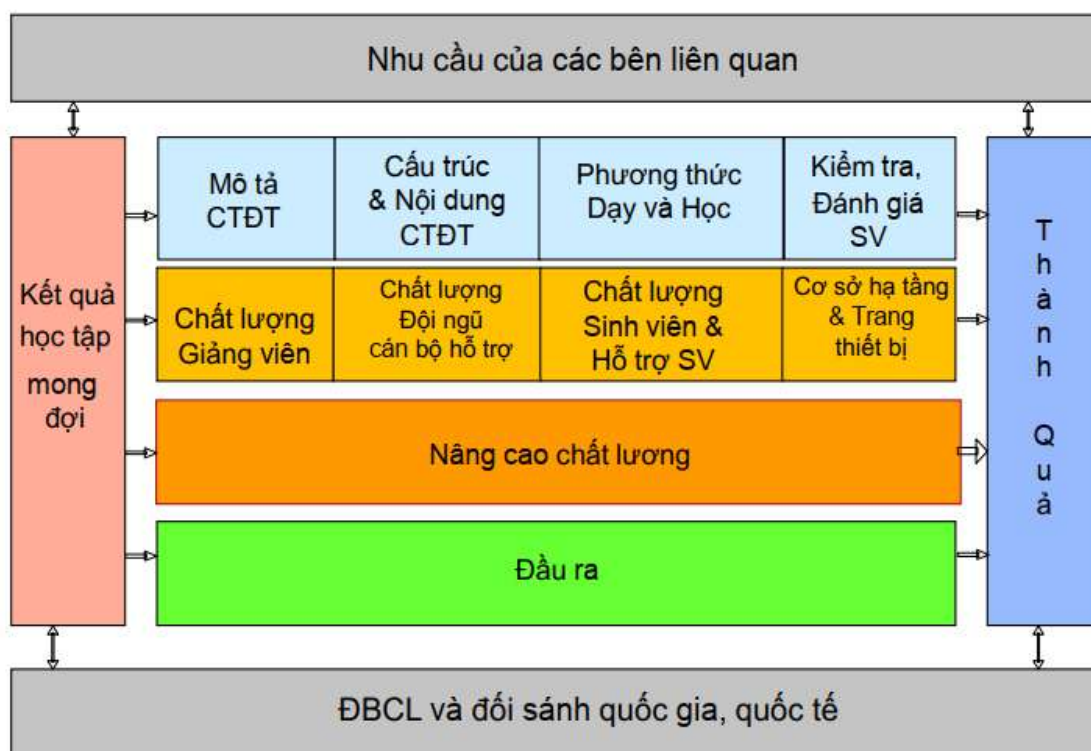 Nhu cầu của các bên liên quan
Kết quả
học tập
mong
đợi
Mô tả
CTĐT
Cấu trúc
& Nội dung
CTĐT
Phương thức
Dạy và Học
Kiểm tra,
Đánh giá
SV
Chất lượng
Giảng viên
Chất lượng
Đội ngũ
cán bộ hỗ trợ
Chất lượng
Sinh viên &
Hỗ trợ SV
Cơ sở hạ tầng
& Trang
thiết bị
Nâng cao chất lương
Đầu ra
T
h
à
n
h
Q
u
ả
ĐBCL và đối sánh quốc gia, quốc tế